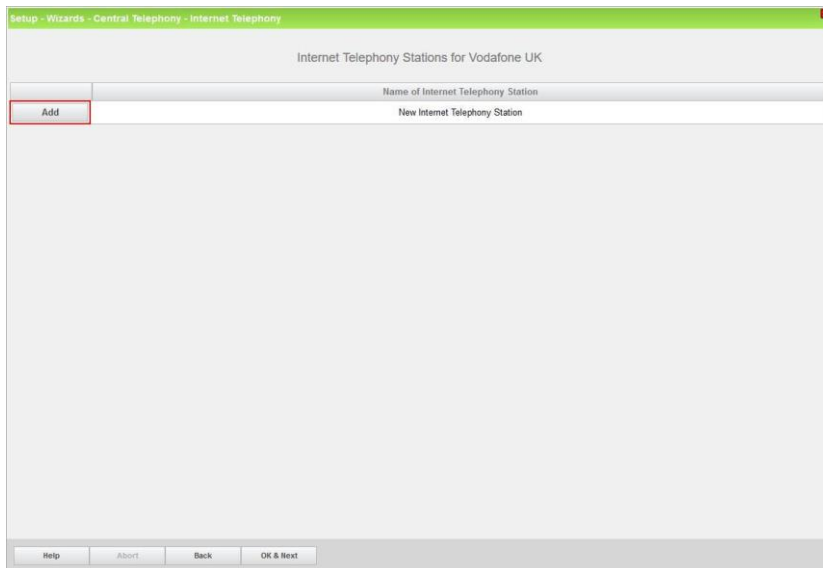 Setup - Wizards - Central Telephony - Internet Telephony
Internet Telephony Stations for Vodafone UK
Name of Internet Telephony Station
Add New Internet Telephony Station
Help Abort Back OK & Next